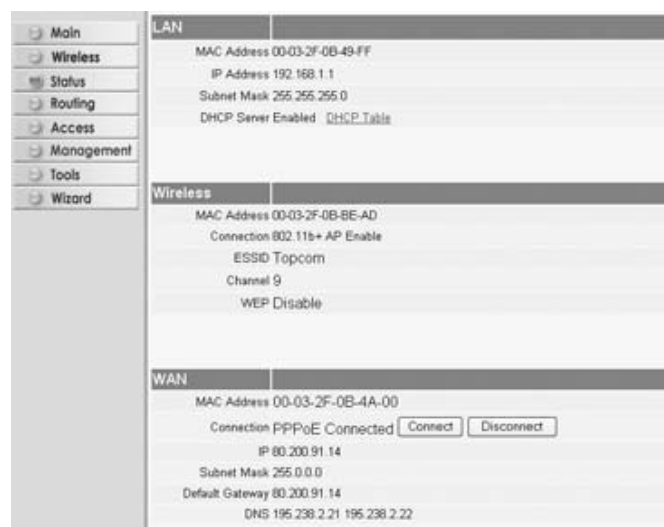 Main
Wireless
Status
Routing
Access
Management
Tools
Wizard
LAN
MAC Address 00-03-2F-0B-49-FF
IP Address 192.168.1.1
Subnet Mask 255.255.255.0
DHCP Server Enabled DHCP Table
Wireless
MAC Address 00-03-2F-0B-BE-AD
Connection 802.11b+ AP Enable
ESSID Topcom
Channel 9
WEP Disable
WAN
MAC Address 00-03-2F-0B-4A-00
Connection PPPoE Connected Connect Disconnect
IP 80.200.91.14
Subnet Mask 255.0.0.0
Default Gateway 80.200.91.14
DNS 195.238.2.21 195.238.2.22